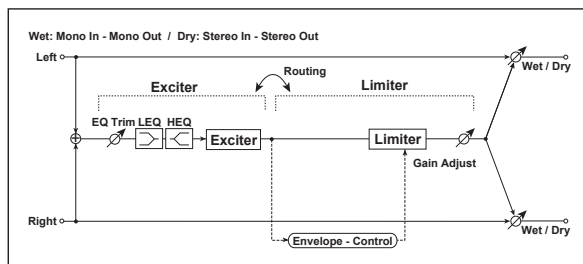 Wet: Mono In - Mono Out / Dry: Stereo In - Stereo Out
Left
Wet / Dry
Routing
Exciter
Limiter
EQ Trim LEQ HEQ
Exciter
Limiter
Gain Adjust
Right
Wet / Dry
Envelope - Control